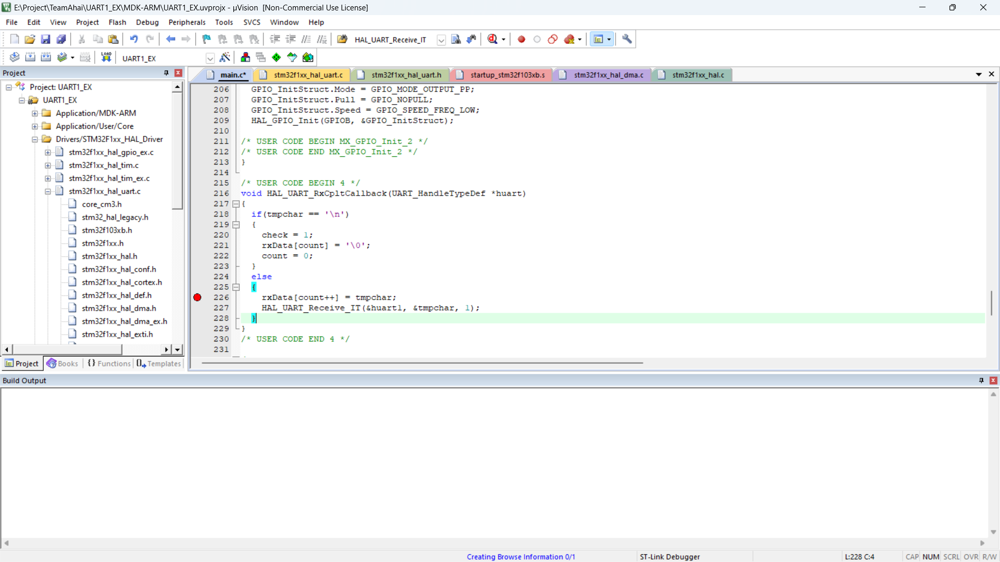 E:\Project\TeamAhai\UART1_EX\MDK-ARM\UART1_EX.uvprojx - µVision  [Non-Commercial Use License]
File Edit View Project Flash Debug Peripherals Tools SVCS Window Help
HAL_UART_Receive_IT
LOAD UART1_EX
Project
Project: UART1_EX
UART1_EX
Application/MDK-ARM
Application/User/Core
Drivers/STM32F1xx_HAL_Driver
stm32f1xx_hal_gpio_ex.c
stm32f1xx_hal_tim.c
stm32f1xx_hal_tim_ex.c
stm32f1xx_hal_uart.c
core_cm3.h
stm32_hal_legacy.h
stm32f103xb.h
stm32f1xx.h
stm32f1xx_hal.h
stm32f1xx_hal_conf.h
stm32f1xx_hal_cortex.h
stm32f1xx_hal_def.h
stm32f1xx_hal_dma.h
stm32f1xx_hal_dma_ex.h
stm32f1xx_hal_exti.h
Project Books {} Functions Templates
main.c* stm32f1xx_hal_uart.c stm32f1xx_hal_uart.h startup_stm32f103xb.s stm32f1xx_hal_dma.c stm32f1xx_hal.c
206   GPIO_InitStruct.Mode = GPIO_MODE_OUTPUT_PP;
207   GPIO_InitStruct.Pull = GPIO_NOPULL;
208   GPIO_InitStruct.Speed = GPIO_SPEED_FREQ_LOW;
209   HAL_GPIO_Init(GPIOB, &GPIO_InitStruct);
210
211 /* USER CODE BEGIN MX_GPIO_Init_2 */
212 /* USER CODE END MX_GPIO_Init_2 */
213 }
214
215 /* USER CODE BEGIN 4 */
216 void HAL_UART_RxCpltCallback(UART_HandleTypeDef *huart)
217 {
218   if(tmpchar == '\n')
219   {
220     check = 1;
221     rxData[count] = '\0';
222     count = 0;
223   }
224   else
225   {
226     rxData[count++] = tmpchar;
227     HAL_UART_Receive_IT(&huart1, &tmpchar, 1);
228   }
229 }
230 /* USER CODE END 4 */
231
Build Output
Creating Browse Information 0/1 ST-Link Debugger L:228 C:4 CAP NUM SCRL OVR R/W